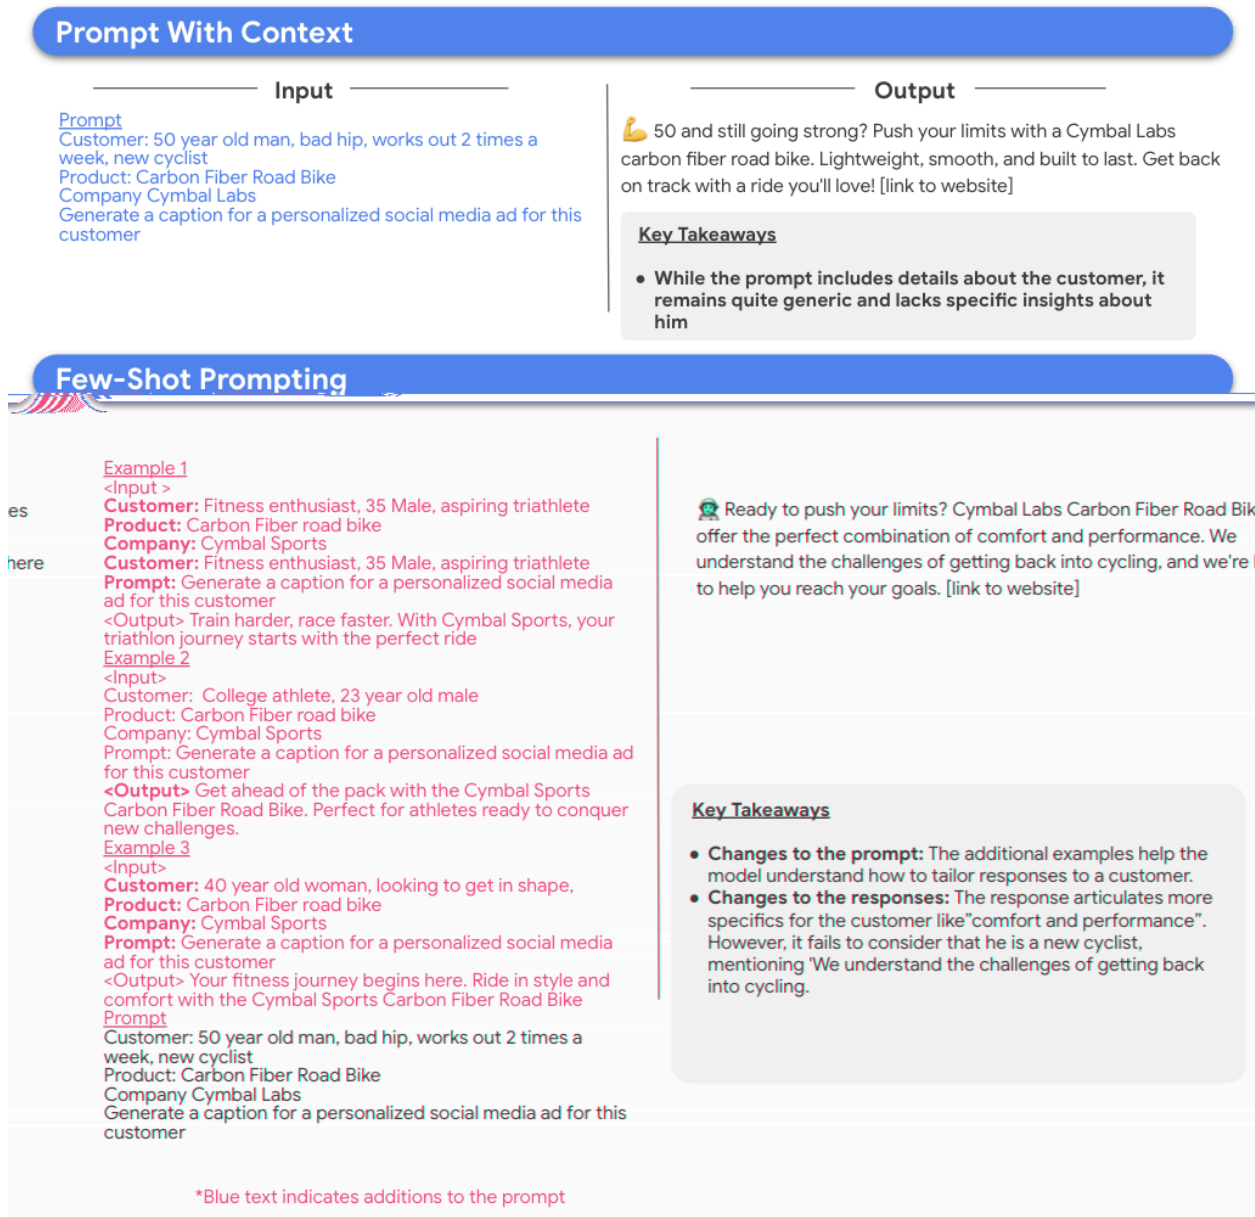 Prompt With Context
Input
Prompt
Customer: 50 year old man, bad hip, works out 2 times a
week, new cyclist
Product: Carbon Fiber Road Bike
Company Cymbal Labs
Generate a caption for a personalized social media ad for this
customer
Output
💪 50 and still going strong? Push your limits with a Cymbal Labs
carbon fiber road bike. Lightweight, smooth, and built to last. Get back
on track with a ride you'll love! [link to website]
Key Takeaways
● While the prompt includes details about the customer, it
remains quite generic and lacks specific insights about
him
Few-Shot Prompting
es
here
Example 1
<Input >
Customer: Fitness enthusiast, 35 Male, aspiring triathlete
Product: Carbon Fiber road bike
Company: Cymbal Sports
Customer: Fitness enthusiast, 35 Male, aspiring triathlete
Prompt: Generate a caption for a personalized social media
ad for this customer
<Output> Train harder, race faster. With Cymbal Sports, your
triathlon journey starts with the perfect ride
Example 2
<Input>
Customer:  College athlete, 23 year old male
Product: Carbon Fiber road bike
Company: Cymbal Sports
Prompt: Generate a caption for a personalized social media ad
for this customer
<Output> Get ahead of the pack with the Cymbal Sports
Carbon Fiber Road Bike. Perfect for athletes ready to conquer
new challenges.
Example 3
<Input>
Customer: 40 year old woman, looking to get in shape,
Product: Carbon Fiber road bike
Company: Cymbal Sports
Prompt: Generate a caption for a personalized social media
ad for this customer
<Output> Your fitness journey begins here. Ride in style and
comfort with the Cymbal Sports Carbon Fiber Road Bike
Prompt
Customer: 50 year old man, bad hip, works out 2 times a
week, new cyclist
Product: Carbon Fiber Road Bike
Company Cymbal Labs
Generate a caption for a personalized social media ad for this
customer
*Blue text indicates additions to the prompt
Ready to push your limits? Cymbal Labs Carbon Fiber Road Bik
offer the perfect combination of comfort and performance. We
understand the challenges of getting back into cycling, and we're
to help you reach your goals. [link to website]
Key Takeaways
● Changes to the prompt: The additional examples help the
model understand how to tailor responses to a customer.
● Changes to the responses: The response articulates more
specifics for the customer like"comfort and performance".
However, it fails to consider that he is a new cyclist,
mentioning 'We understand the challenges of getting back
into cycling.